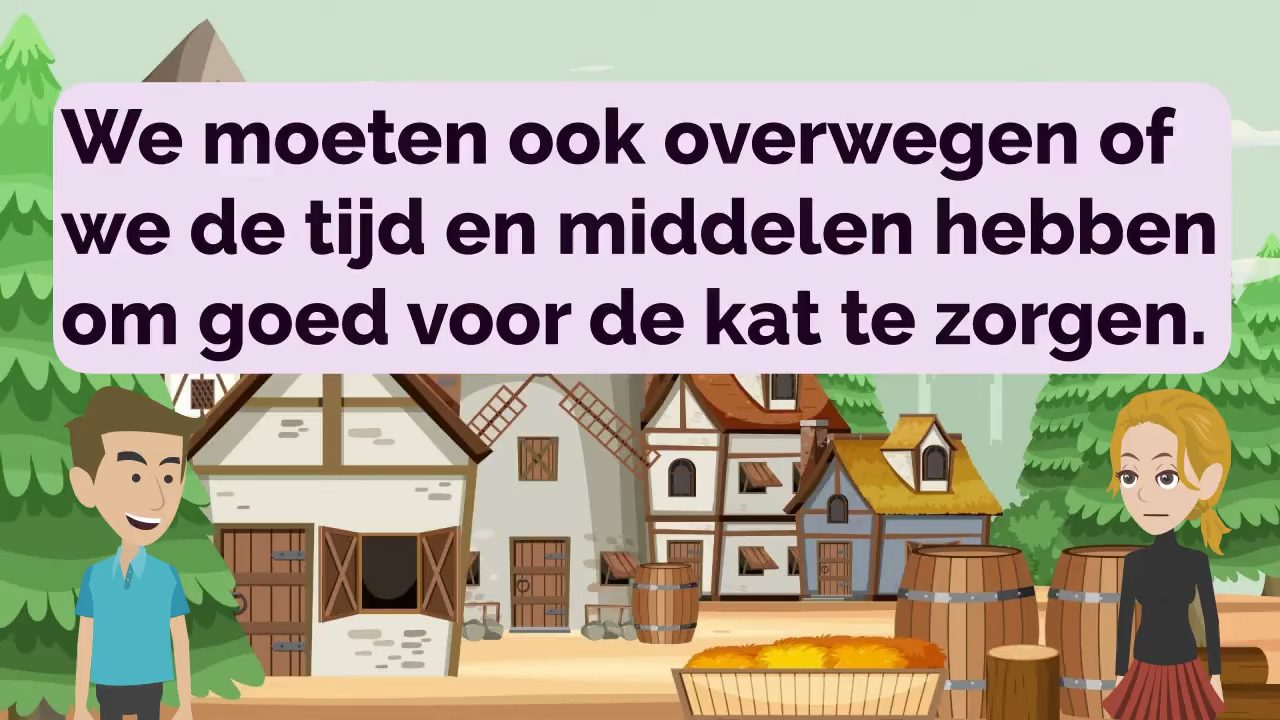 We moeten ook overwegen of
we de tijd en middelen hebben
om goed voor de kat te zorgen.